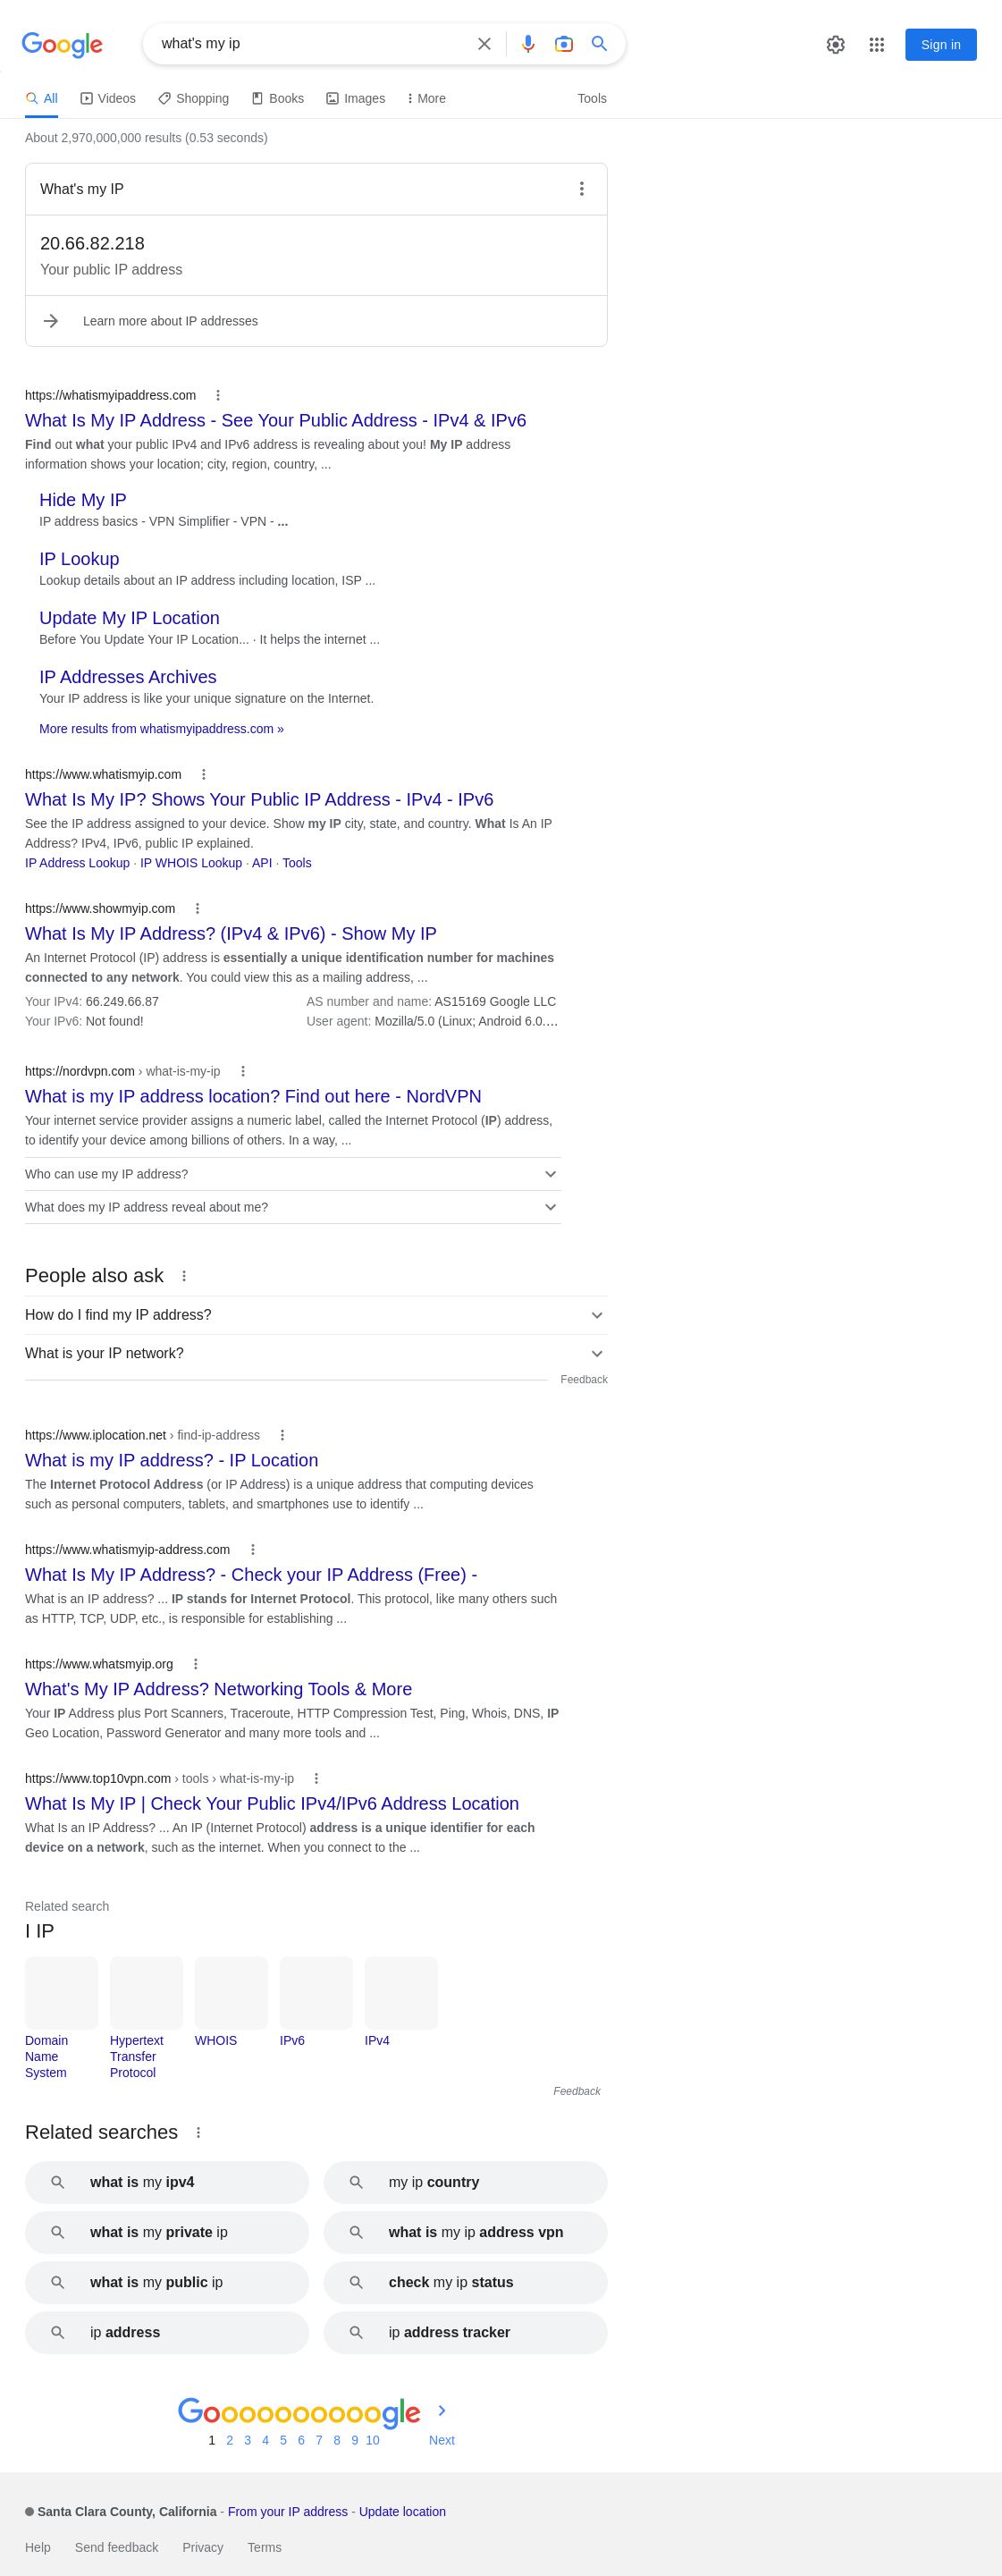 Google
what's my ip
Sign in
All
Videos
Shopping
Books
Images
More
Tools
About 2,970,000,000 results (0.53 seconds)
What's my IP
20.66.82.218
Your public IP address
Learn more about IP addresses
https://whatismyipaddress.com
What Is My IP Address - See Your Public Address - IPv4 & IPv6
Find out what your public IPv4 and IPv6 address is revealing about you! My IP address
information shows your location; city, region, country, ...
Hide My IP
IP address basics - VPN Simplifier - VPN - ...
IP Lookup
Lookup details about an IP address including location, ISP ...
Update My IP Location
Before You Update Your IP Location... · It helps the internet ...
IP Addresses Archives
Your IP address is like your unique signature on the Internet.
More results from whatismyipaddress.com »
https://www.whatismyip.com
What Is My IP? Shows Your Public IP Address - IPv4 - IPv6
See the IP address assigned to your device. Show my IP city, state, and country. What Is An IP
Address? IPv4, IPv6, public IP explained.
IP Address Lookup · IP WHOIS Lookup · API · Tools
https://www.showmyip.com
What Is My IP Address? (IPv4 & IPv6) - Show My IP
An Internet Protocol (IP) address is essentially a unique identification number for machines
connected to any network. You could view this as a mailing address, ...
Your IPv4: 66.249.66.87
AS number and name: AS15169 Google LLC
Your IPv6: Not found!
User agent: Mozilla/5.0 (Linux; Android 6.0....
https://nordvpn.com › what-is-my-ip
What is my IP address location? Find out here - NordVPN
Your internet service provider assigns a numeric label, called the Internet Protocol (IP) address,
to identify your device among billions of others. In a way, ...
Who can use my IP address?
What does my IP address reveal about me?
People also ask
How do I find my IP address?
What is your IP network?
Feedback
https://www.iplocation.net › find-ip-address
What is my IP address? - IP Location
The Internet Protocol Address (or IP Address) is a unique address that computing devices
such as personal computers, tablets, and smartphones use to identify ...
https://www.whatismyip-address.com
What Is My IP Address? - Check your IP Address (Free) -
What is an IP address? ... IP stands for Internet Protocol. This protocol, like many others such
as HTTP, TCP, UDP, etc., is responsible for establishing ...
https://www.whatsmyip.org
What's My IP Address? Networking Tools & More
Your IP Address plus Port Scanners, Traceroute, HTTP Compression Test, Ping, Whois, DNS, IP
Geo Location, Password Generator and many more tools and ...
https://www.top10vpn.com › tools › what-is-my-ip
What Is My IP | Check Your Public IPv4/IPv6 Address Location
What Is an IP Address? ... An IP (Internet Protocol) address is a unique identifier for each
device on a network, such as the internet. When you connect to the ...
Related search
I IP
Domain
Name
System
Hypertext
Transfer
Protocol
WHOIS
IPv6
IPv4
Feedback
Related searches
what is my ipv4
my ip country
what is my private ip
what is my ip address vpn
what is my public ip
check my ip status
ip address
ip address tracker
Goooooooooogle
1 2 3 4 5 6 7 8 9 10 Next
Santa Clara County, California - From your IP address - Update location
Help
Send feedback
Privacy
Terms